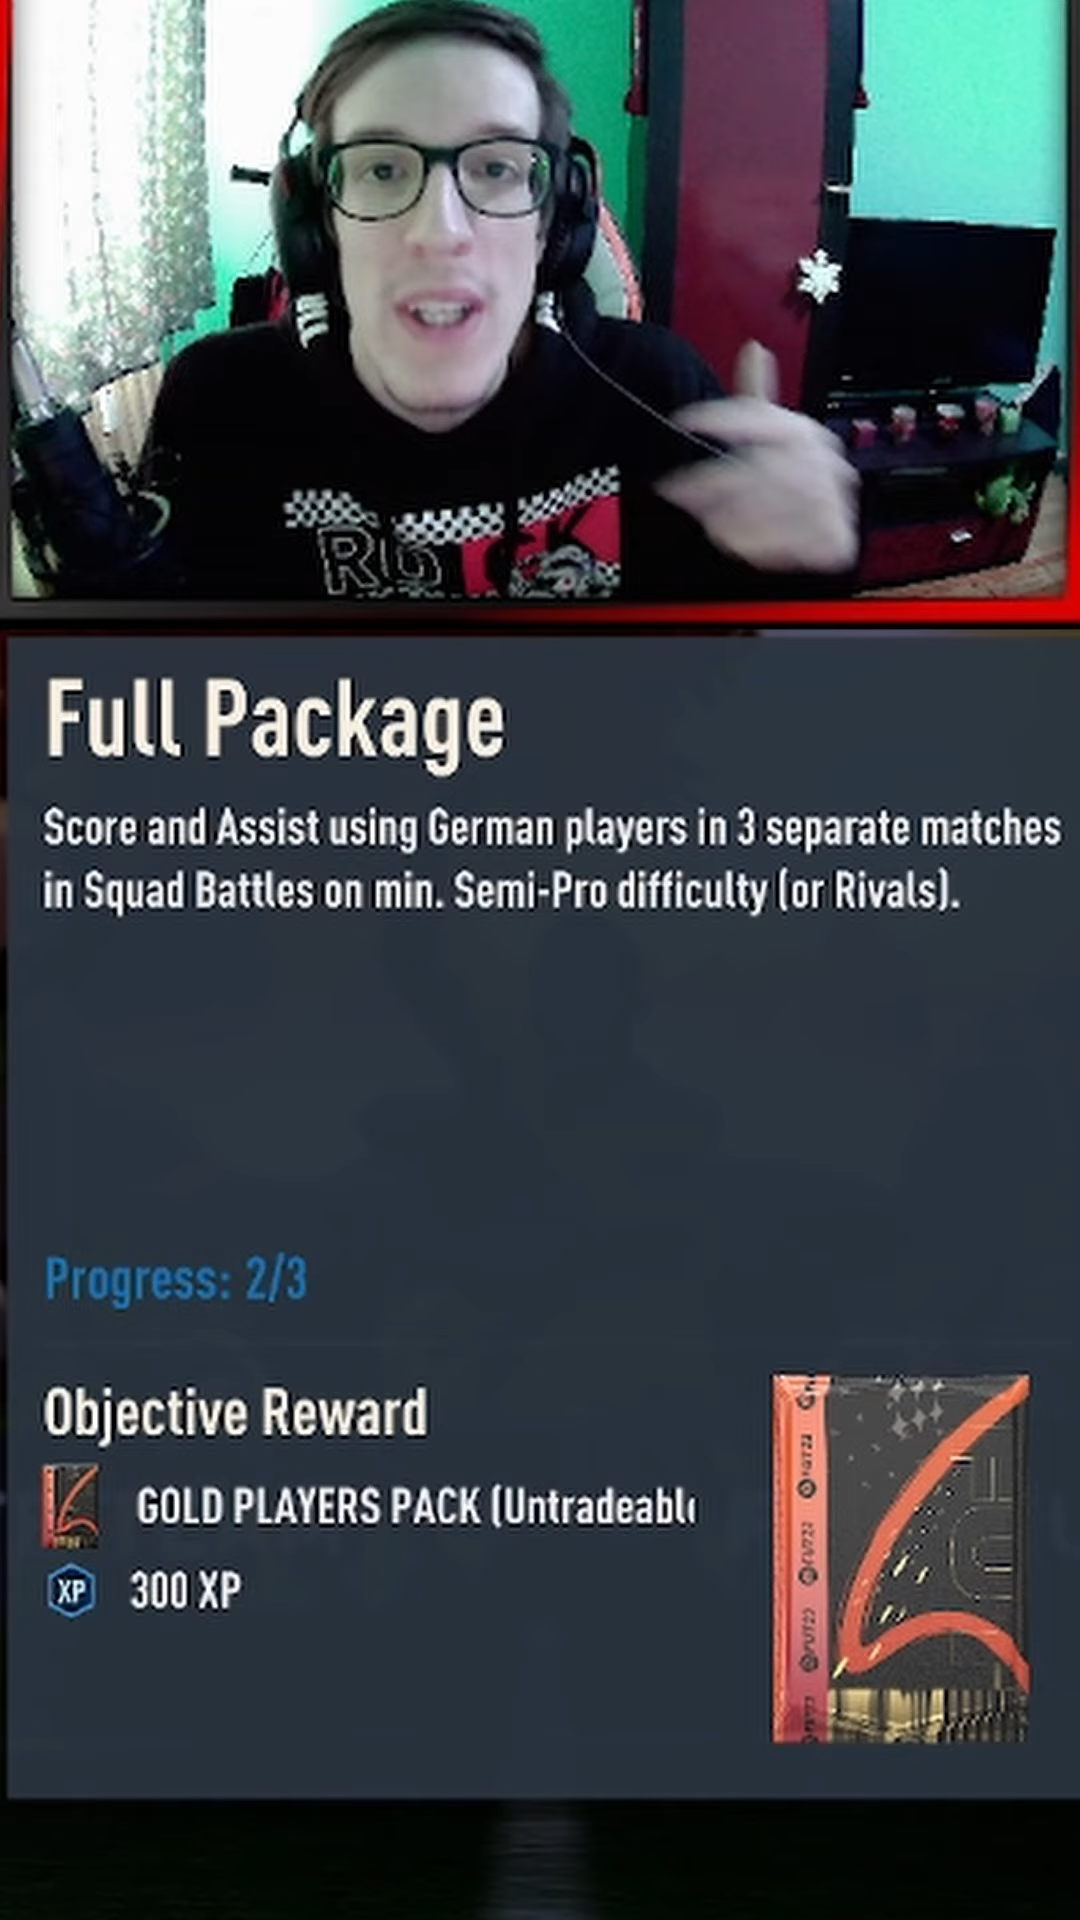 Full Package
Score and Assist using German players in 3 separate matches
in Squad Battles on min. Semi-Pro difficulty (or Rivals).
Progress: 2/3
Objective Reward
GOLD PLAYERS PACK (Untradeabl
XP 300 XP